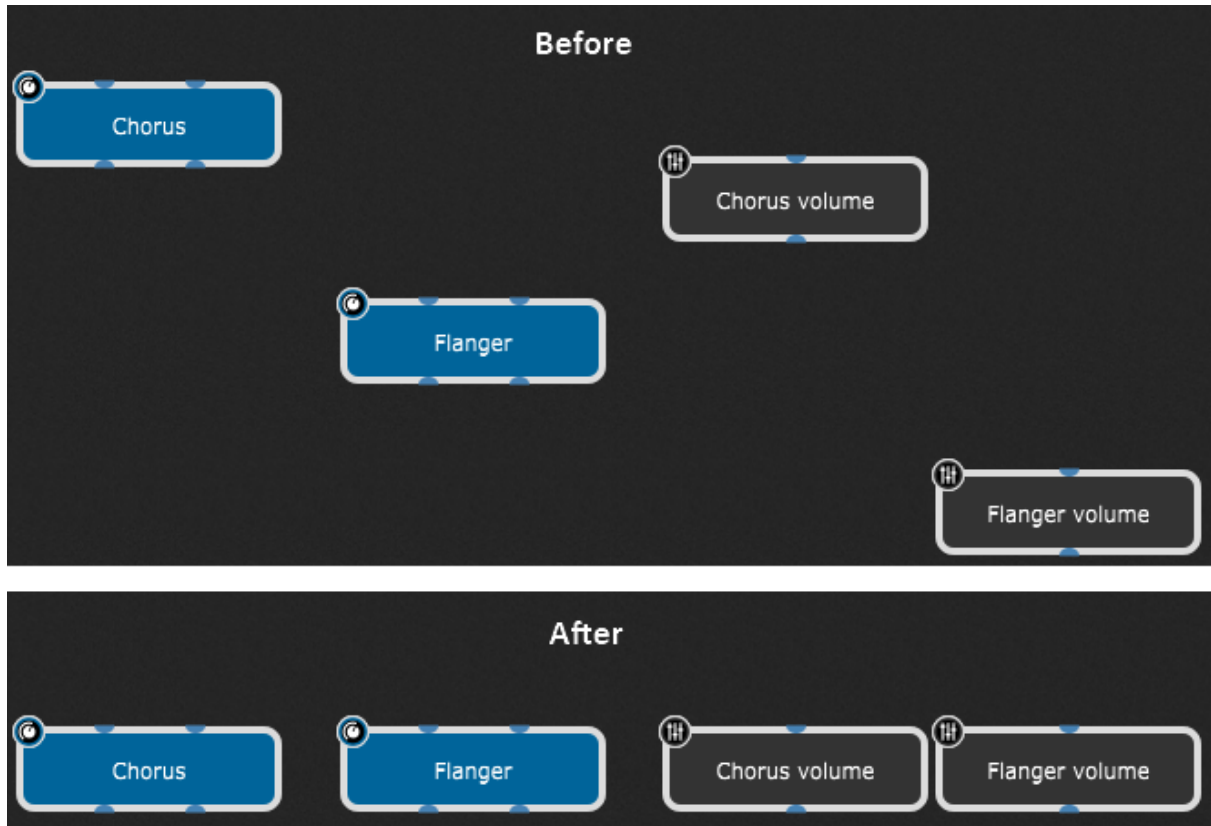 Before
Chorus
Chorus volume
Flanger
Flanger volume
After
Chorus
Flanger
Chorus volume
Flanger volume